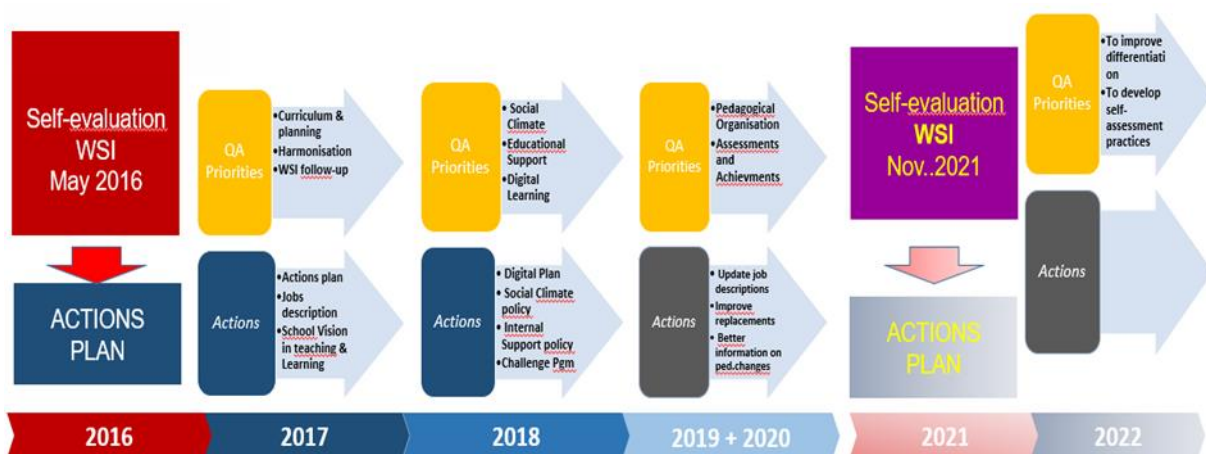 Self-evaluation
WSI
May 2016
ACTIONS
PLAN
QA
Priorities
•Curriculum &
planning
•Harmonisation
•WSI follow-up
Actions
•Actions plan
•Jobs
description
•School Vision
in teaching &
Learning
QA
Priorities
• Social
Climate
•Educational
Support
•Digital
Learning
Actions
•Digital Plan
• Social Climate
policy
• Internal
Support policy
•Challenge Pgm
QA
Priorities
•Pedagogical
Organisation
•Assessments
and
Achievments
Actions
• Update job
descriptions
•Improve
replacements
• Better
information on
ped.changes
Self-evaluation
WSI
Nov..2021
ACTIONS
PLAN
QA
Priorities
•To improve
differentiati
on
•To develop
self-
assessment
practices
Actions
2016
2017
2018
2019 + 2020
2021
2022